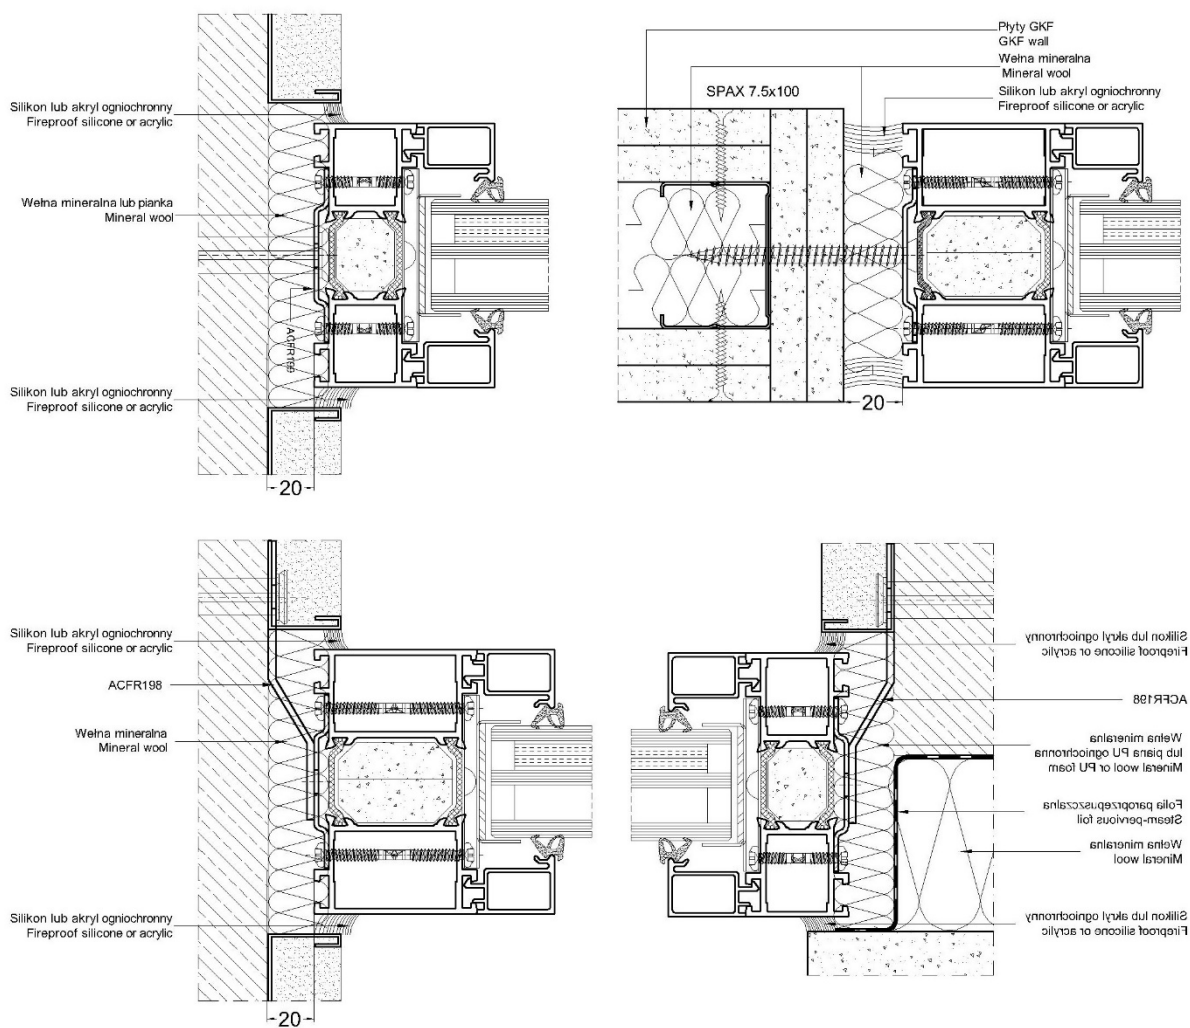 Silikon lub akryl ogniochronny
Fireproof silicone or acrylic
Wełna mineralna lub pianka
Mineral wool
ACFR199
Silikon lub akryl ogniochronny
Fireproof silicone or acrylic
20
Płyty GKF
GKF wall
Wełna mineralna
Mineral wool
SPAX 7.5x100
Silikon lub akryl ogniochronny
Fireproof silicone or acrylic
20
Silikon lub akryl ogniochronny
Fireproof silicone or acrylic
ACFR198
Wełna mineralna
Mineral wool
Silikon lub akryl ogniochronny
Fireproof silicone or acrylic
20
Silikon lub akryl ogniochronny
Fireproof silicone or acrylic
ACFR198
Wełna mineralna
lub piana PU ogniochronna
Mineral wool or PU foam
Folia paroprzepuszczalna
Steam-pervious foil
Wełna mineralna
Mineral wool
Silikon lub akryl ogniochronny
Fireproof silicone or acrylic